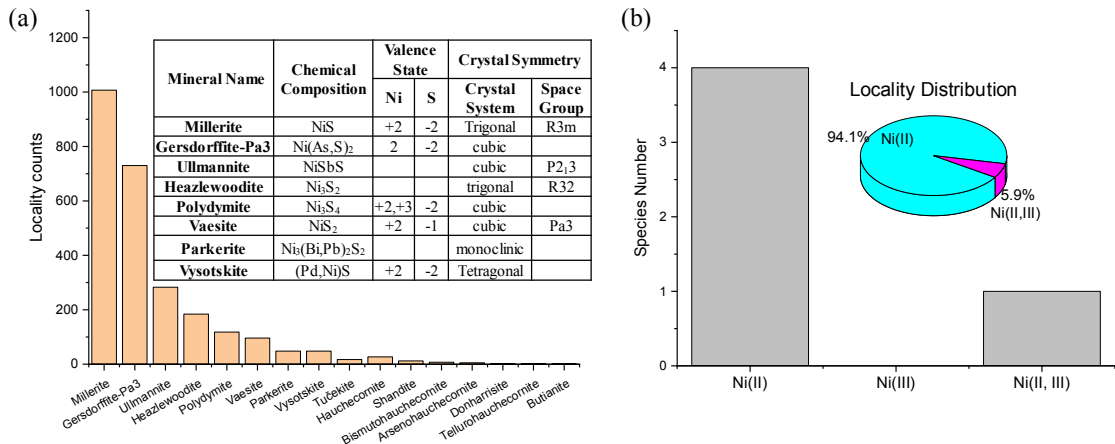 (a)
1200
1000
800
600
400
200
0
Locality counts
Mineral Name Chemical Composition Valence State Crystal Symmetry
Ni S Crystal System Space Group
Millerite NiS +2 -2 Trigonal R3m
Gersdorffite-Pa3 Ni(As,S)₂ 2 -2 cubic
Ullmannite NiSbS cubic P2₁3
Heazlewoodite Ni₃S₂ trigonal R32
Polydymite Ni₃S₄ +2,+3 -2 cubic
Vaesite NiS₂ +2 -1 cubic Pa3
Parkerite Ni₃(Bi,Pb)₂S₂ monoclinic
Vysotskite (Pd,Ni)S +2 -2 Tetragonal
Millerite
Gersdorffite-Pa3
Ullmannite
Heazlewoodite
Polydymite
Vaesite
Parkerite
Vysotskite
Tučekite
Hauchecornite
Shandite
Bismutohauchecornite
Arsenohauchecornite
Donharrisite
Tellurohauchecornite
Butianite
(b)
4
3
2
1
0
Species Number
Locality Distribution
94.1%
Ni(II)
5.9%
Ni(II,III)
Ni(II)
Ni(III)
Ni(II, III)